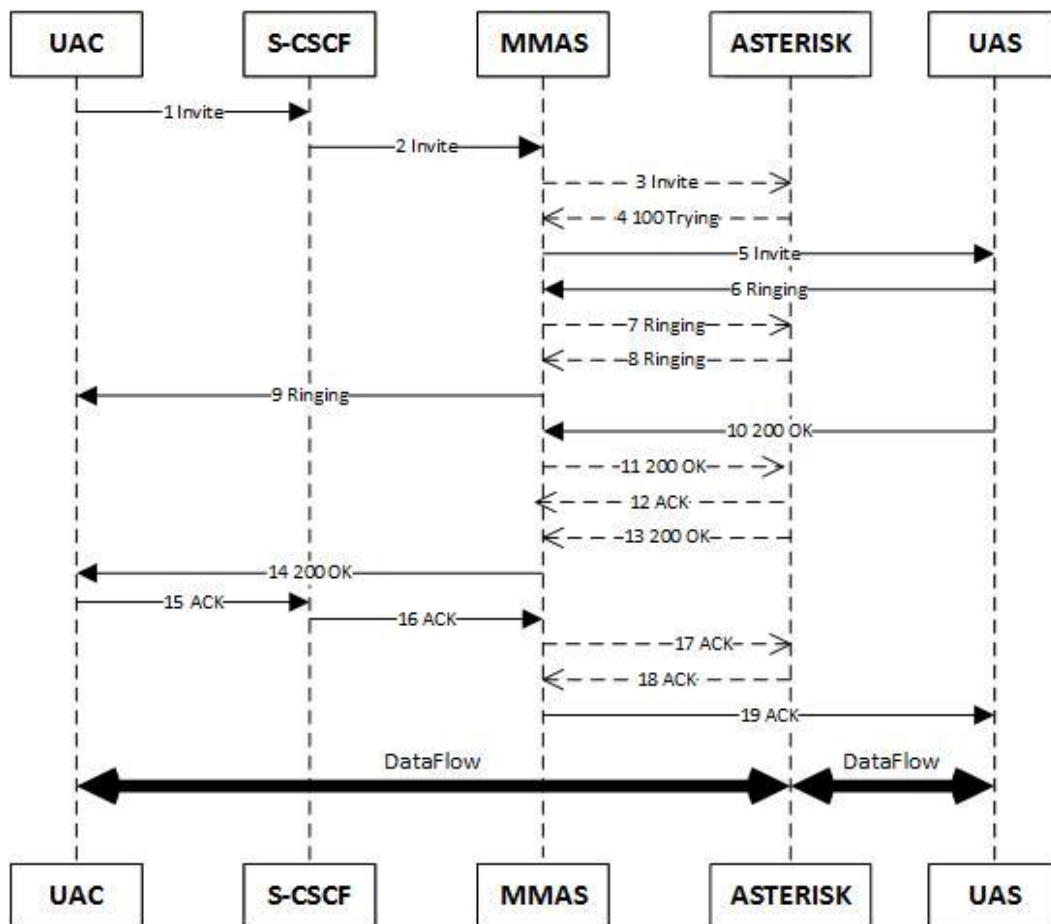 UAC S-CSCF MMAS ASTERISK UAS
1 Invite
2 Invite
3 Invite
4 100 Trying
5 Invite
6 Ringing
7 Ringing
8 Ringing
9 Ringing
10 200 OK
11 200 OK
12 ACK
13 200 OK
14 200 OK
15 ACK
16 ACK
17 ACK
18 ACK
19 ACK
DataFlow DataFlow
UAC S-CSCF MMAS ASTERISK UAS